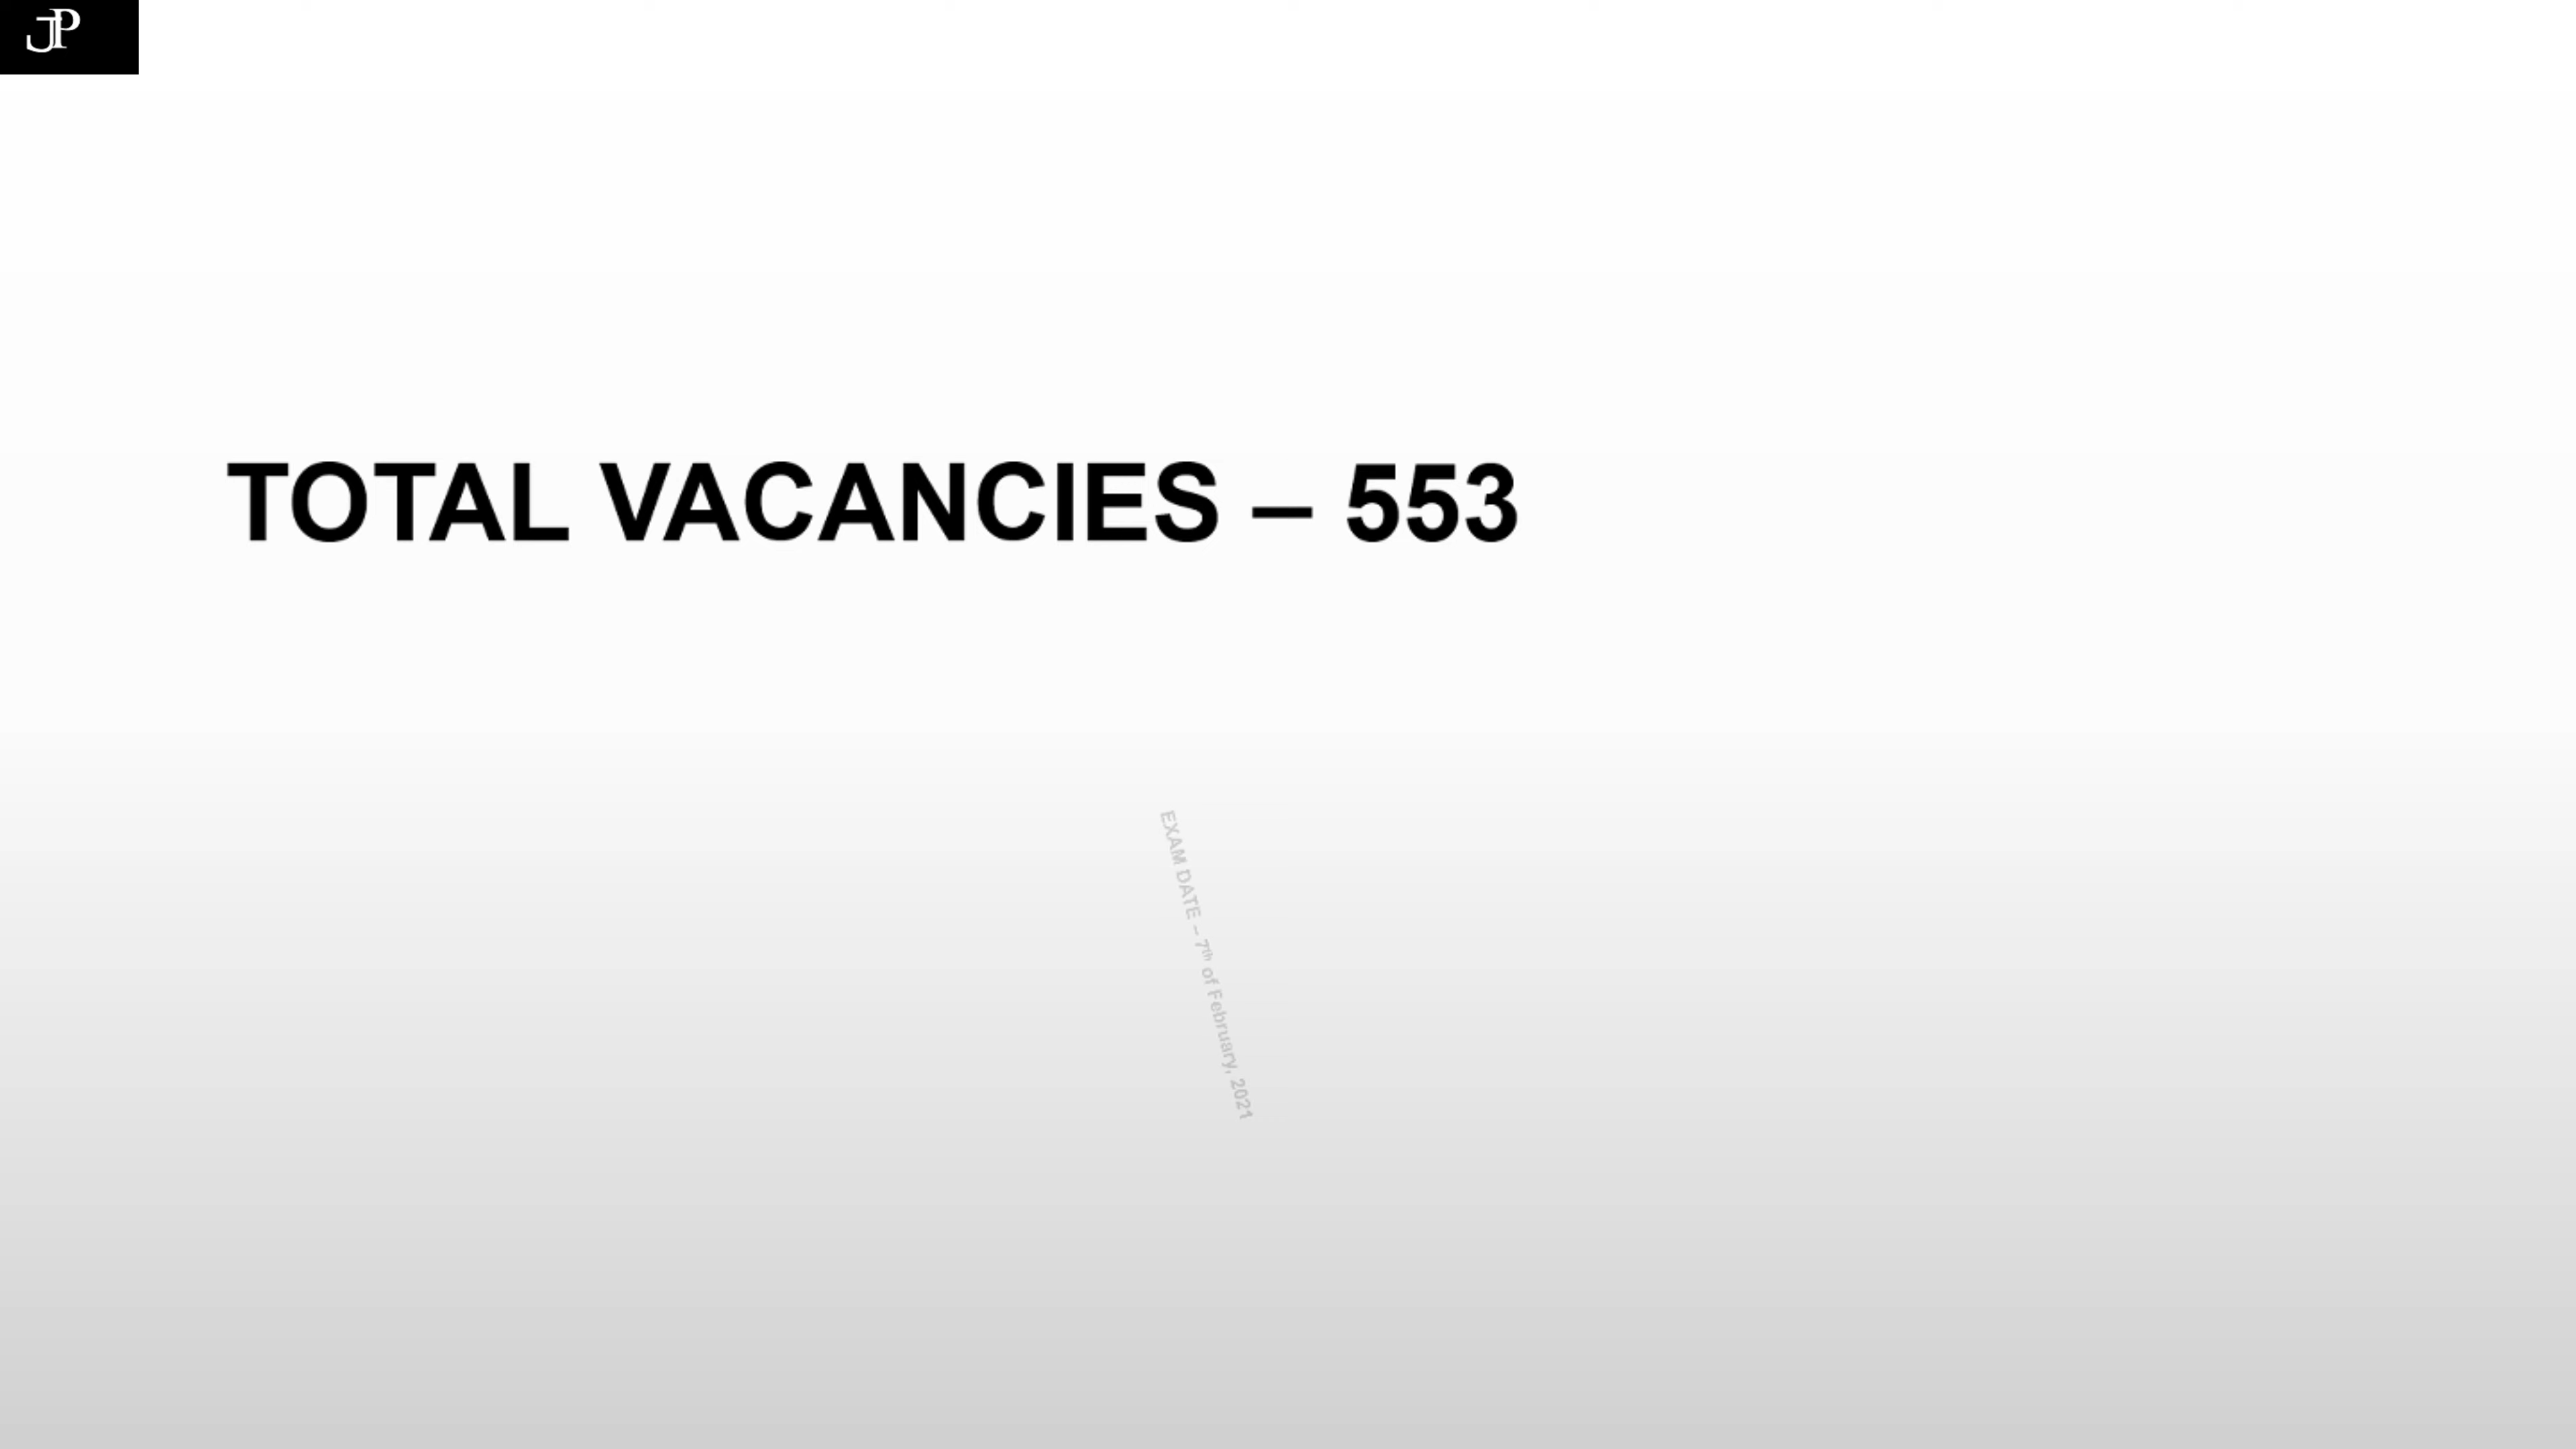 JP
TOTAL VACANCIES – 553
EXAM DATE – 7th of February, 2021